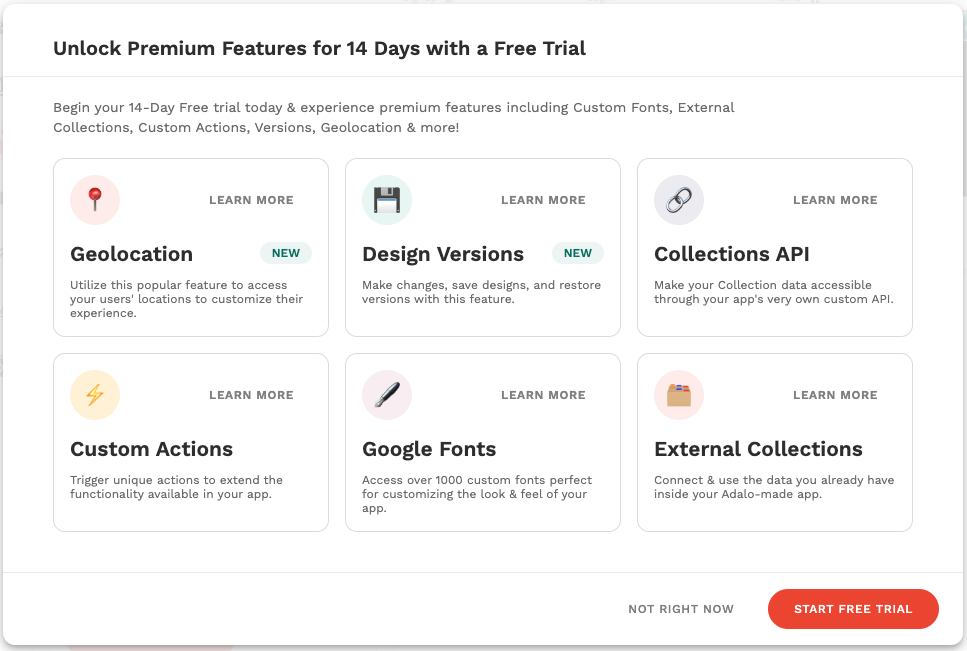 Unlock Premium Features for 14 Days with a Free Trial
Begin your 14-Day Free trial today & experience premium features including Custom Fonts, External
Collections, Custom Actions, Versions, Geolocation & more!
LEARN MORE
Geolocation
NEW
Utilize this popular feature to access
your users' locations to customize their
experience.
LEARN MORE
Design Versions
NEW
Make changes, save designs, and restore
versions with this feature.
LEARN MORE
Collections API
Make your Collection data accessible
through your app's very own custom API.
LEARN MORE
Custom Actions
Trigger unique actions to extend the
functionality available in your app.
LEARN MORE
Google Fonts
Access over 1000 custom fonts perfect
for customizing the look & feel of your
app.
LEARN MORE
External Collections
Connect & use the data you already have
inside your Adalo-made app.
NOT RIGHT NOW
START FREE TRIAL